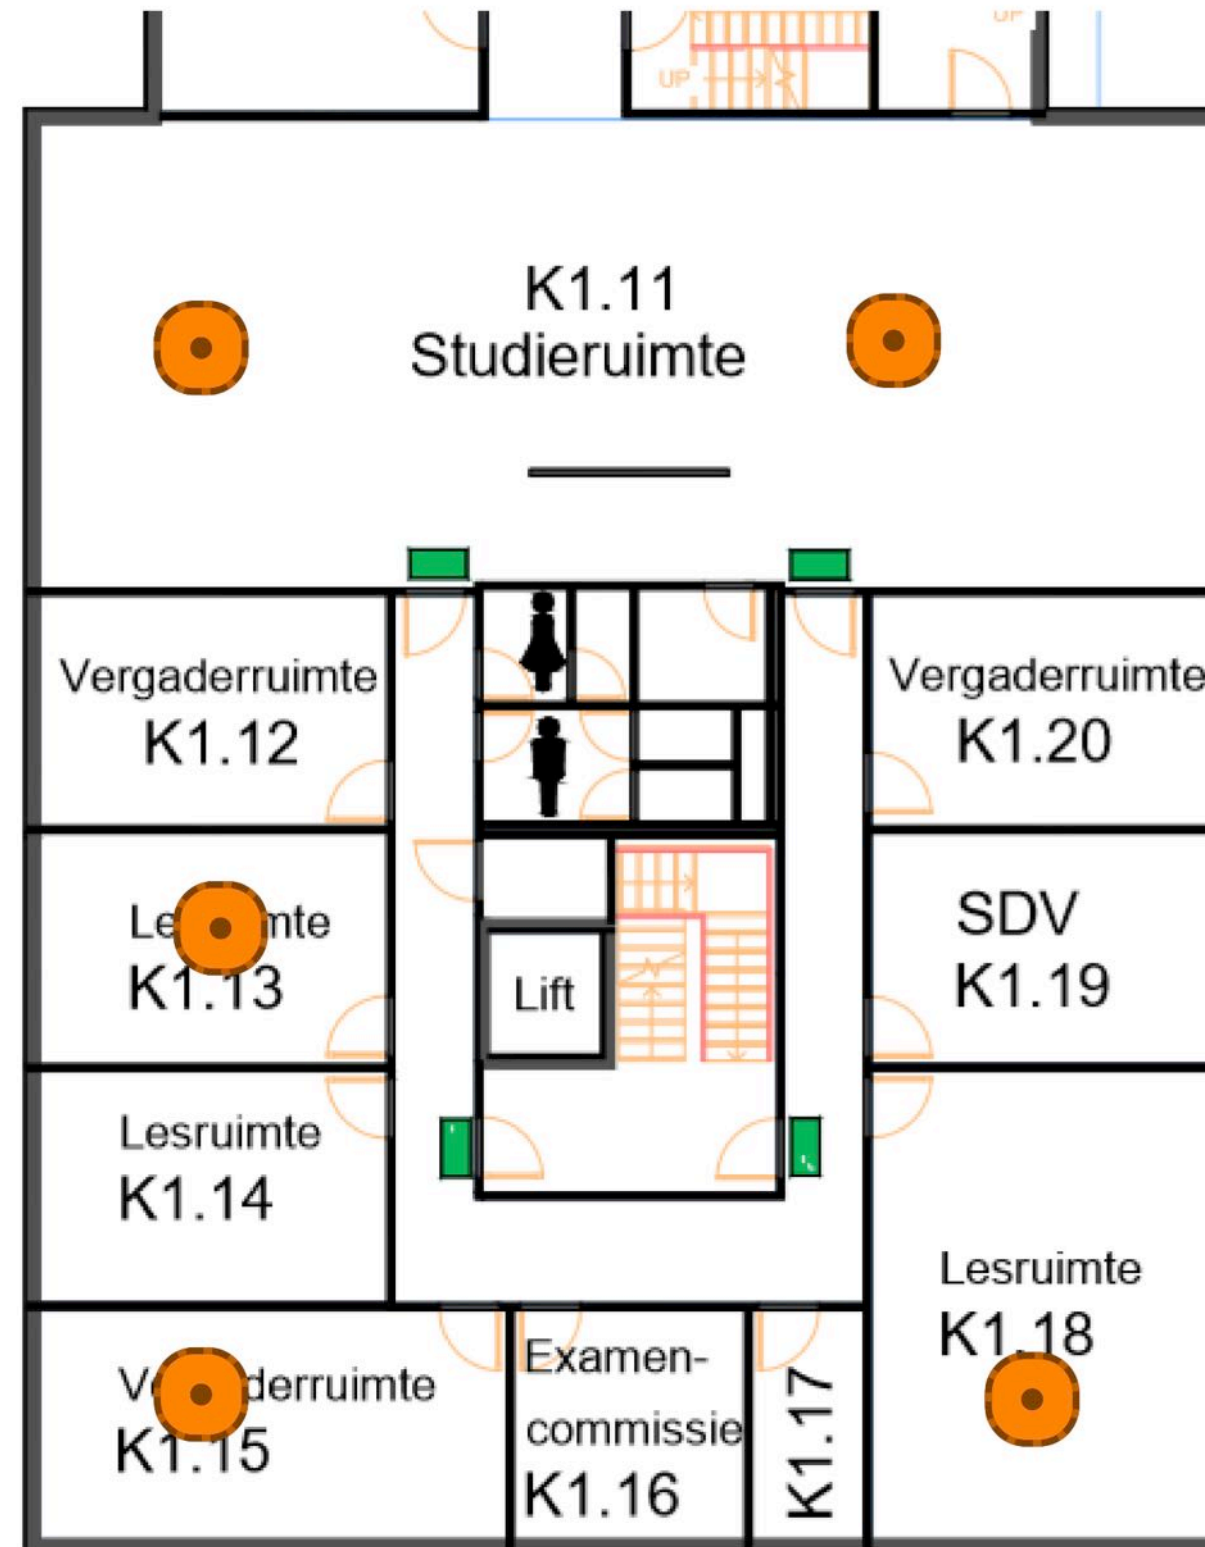 UP
UP
K1.11
Studieruimte
Vergaderruimte
K1.12
Vergaderruimte
K1.20
K1.13
SDV
K1.19
Lift
Lesruimte
K1.14
Lesruimte
K1.18
K1.15
Examen-
commissie
K1.16
K1.17